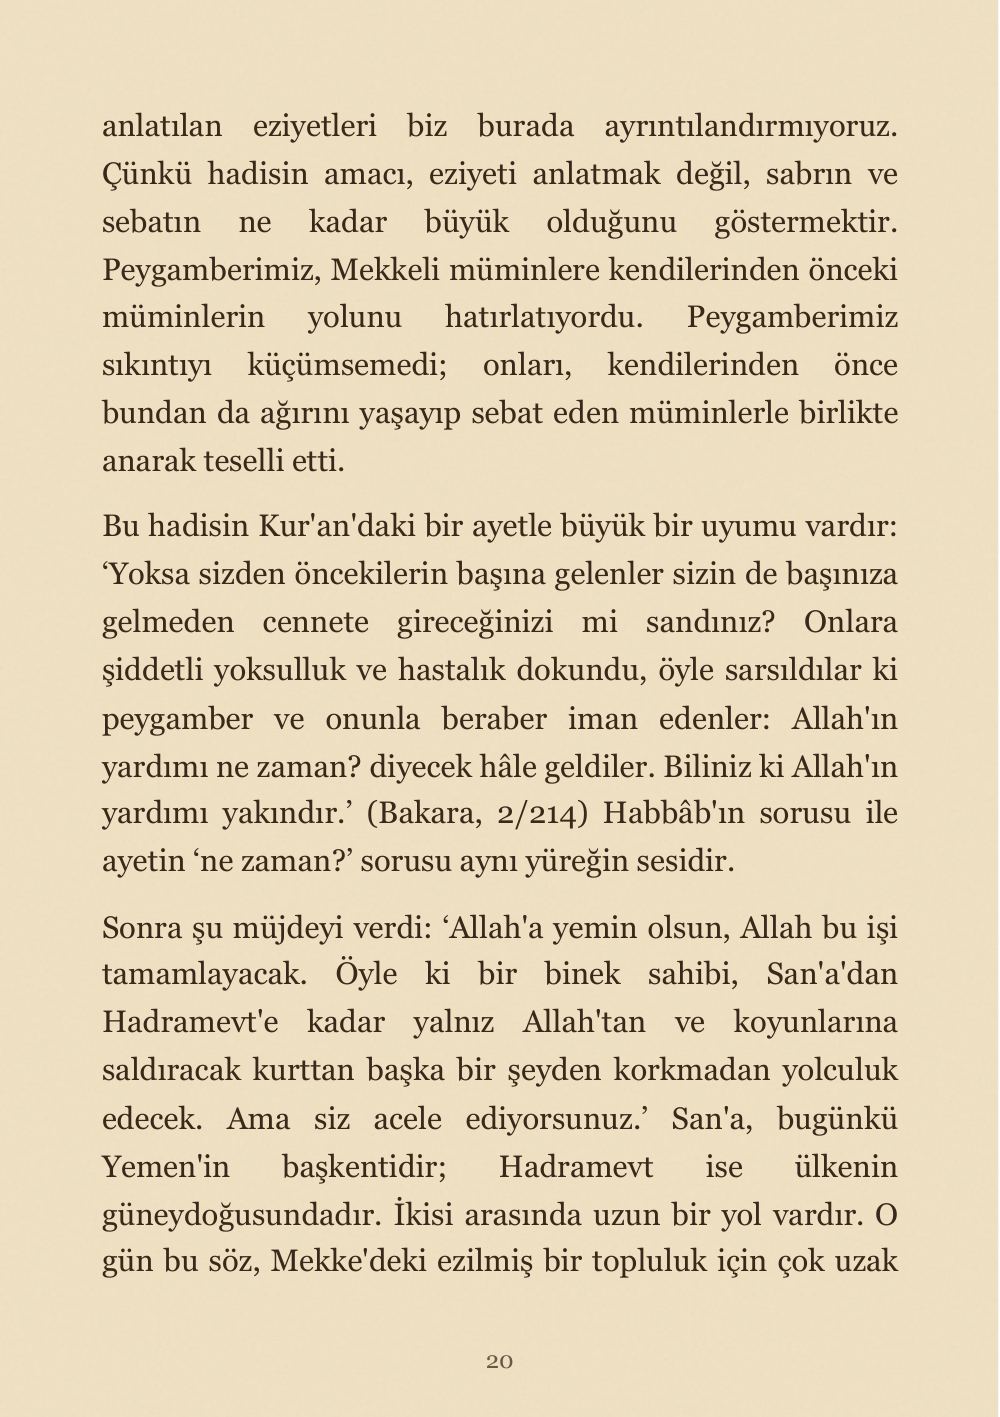 anlatılan eziyetleri biz burada ayrıntılandırmıyoruz.
Çünkü hadisin amacı, eziyeti anlatmak değil, sabrın ve
sebatın ne kadar büyük olduğunu göstermektir.
Peygamberimiz, Mekkeli müminlere kendilerinden önceki
müminlerin yolunu hatırlatıyordu. Peygamberimiz
sıkıntıyı küçümsemedi; onları, kendilerinden önce
bundan da ağırını yaşayıp sebat eden müminlerle birlikte
anarak teselli etti.
Bu hadisin Kur'an'daki bir ayetle büyük bir uyumu vardır:
‘Yoksa sizden öncekilerin başına gelenler sizin de başınıza
gelmeden cennete gireceğinizi mi sandınız? Onlara
şiddetli yoksulluk ve hastalık dokundu, öyle sarsıldılar ki
peygamber ve onunla beraber iman edenler: Allah'ın
yardımı ne zaman? diyecek hâle geldiler. Biliniz ki Allah'ın
yardımı yakındır.’ (Bakara, 2/214) Habbâb'ın sorusu ile
ayetin ‘ne zaman?’ sorusu aynı yüreğin sesidir.
Sonra şu müjdeyi verdi: ‘Allah'a yemin olsun, Allah bu işi
tamamlayacak. Öyle ki bir binek sahibi, San'a'dan
Hadramevt'e kadar yalnız Allah'tan ve koyunlarına
saldıracak kurttan başka bir şeyden korkmadan yolculuk
edecek. Ama siz acele ediyorsunuz.’ San'a, bugünkü
Yemen'in başkentidir; Hadramevt ise ülkenin
güneydoğusundadır. İkisi arasında uzun bir yol vardır. O
gün bu söz, Mekke'deki ezilmiş bir topluluk için çok uzak
20